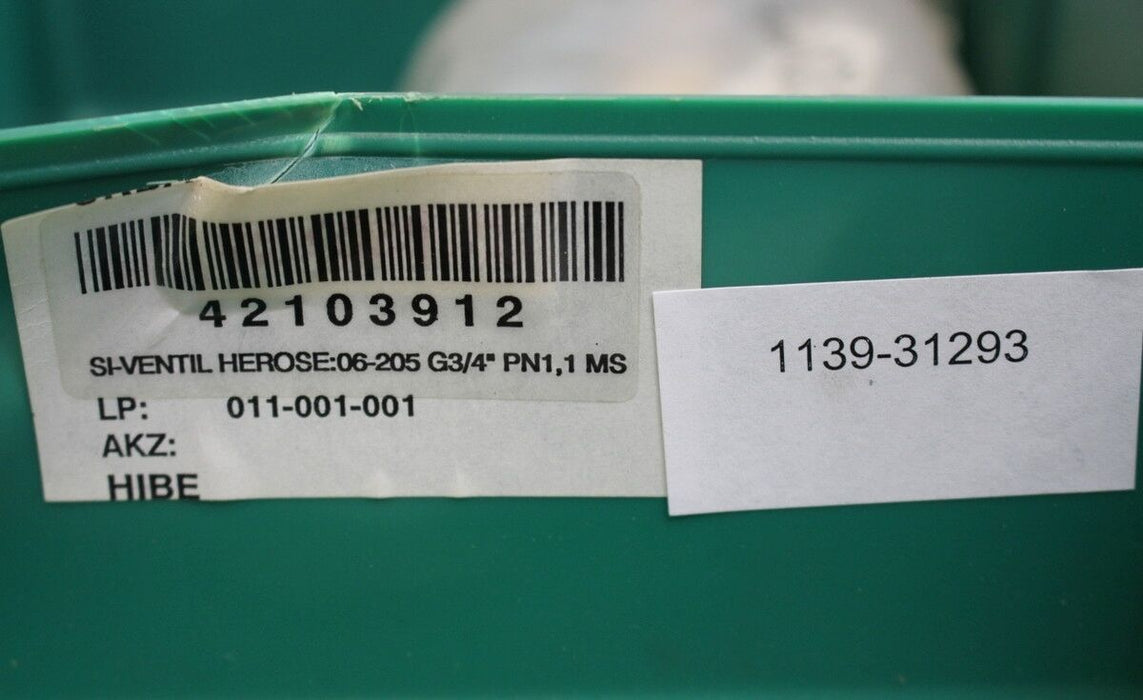 42103912
SI-VENTIL HEROSE:06-205 G3/4" PN1,1 MS
LP: 011-001-001
AKZ:
HIBE
1139-31293